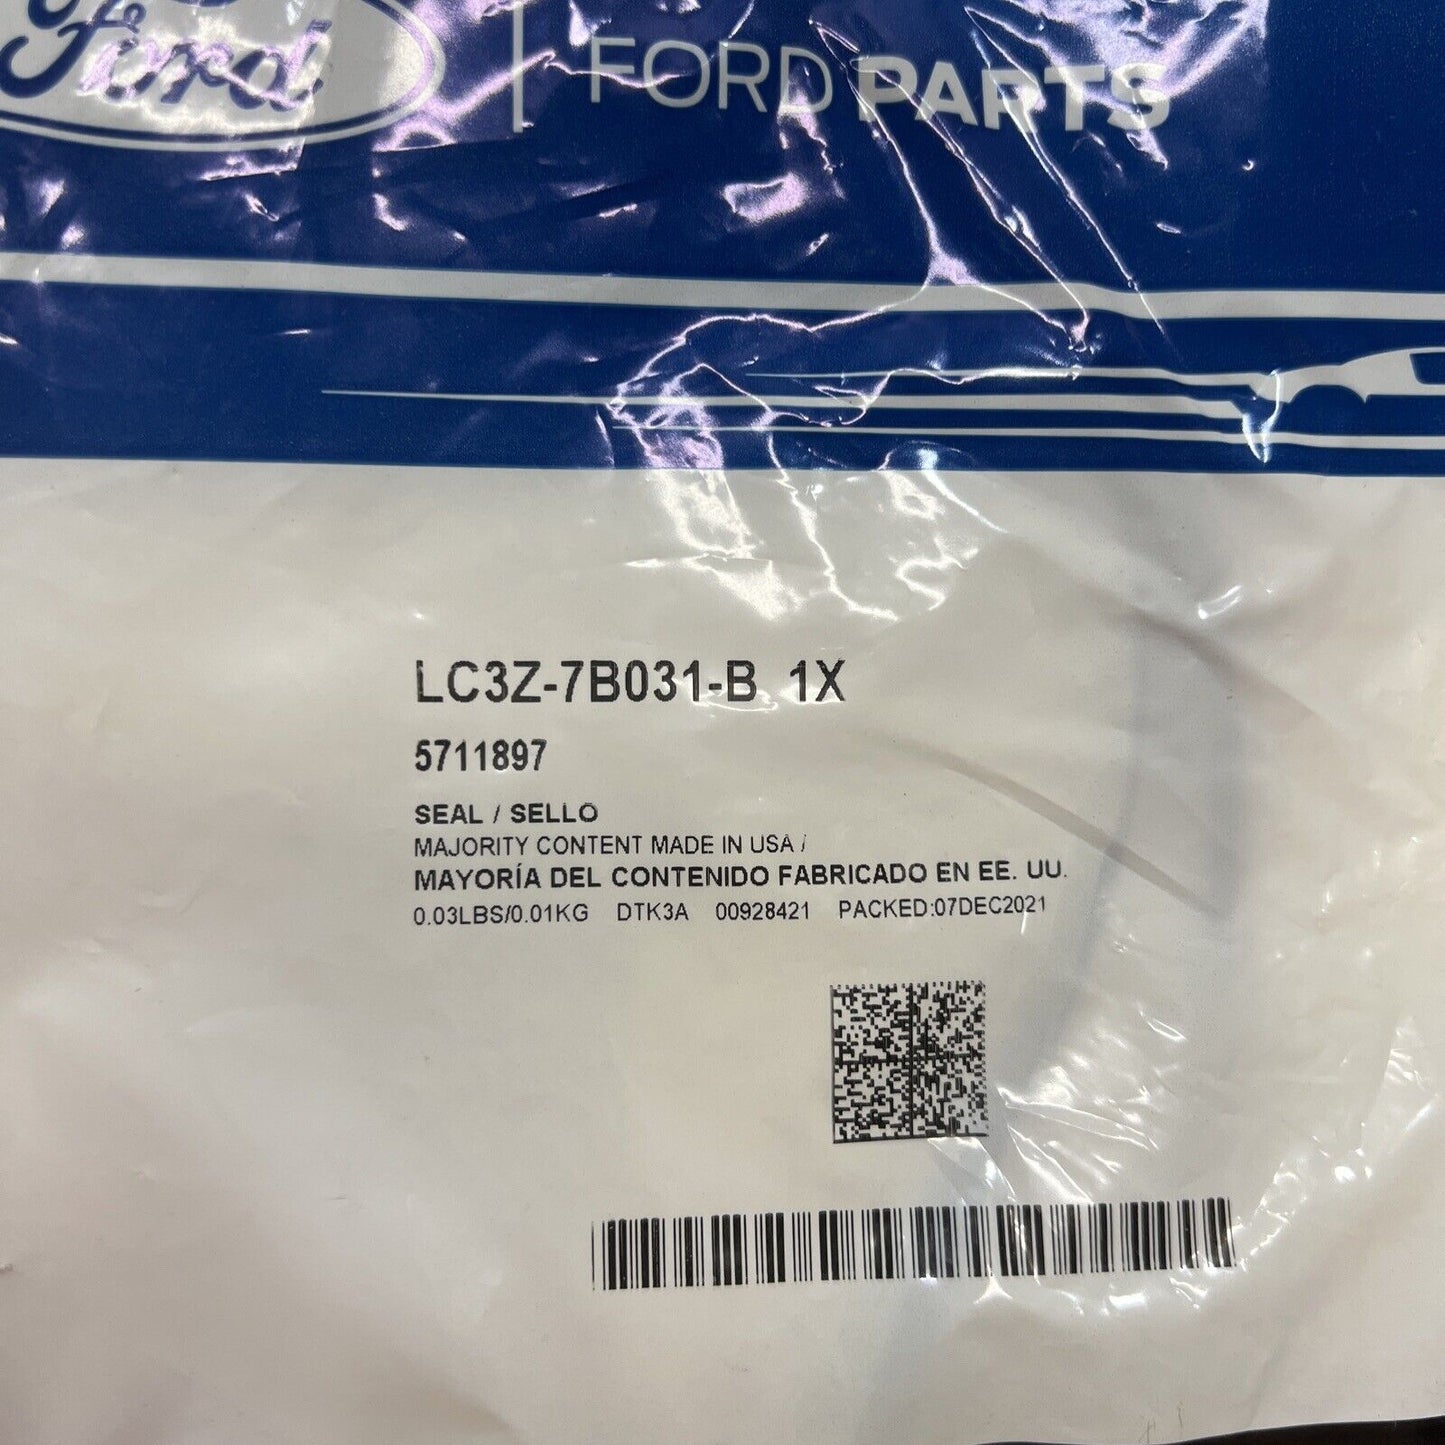 Ford FORD PARTS
LC3Z-7B031-B 1X
5711897
SEAL / SELLO
MAJORITY CONTENT MADE IN USA /
MAYORÍA DEL CONTENIDO FABRICADO EN EE. UU.
0.03LBS/0.01KG DTK3A 00928421 PACKED:07DEC2021